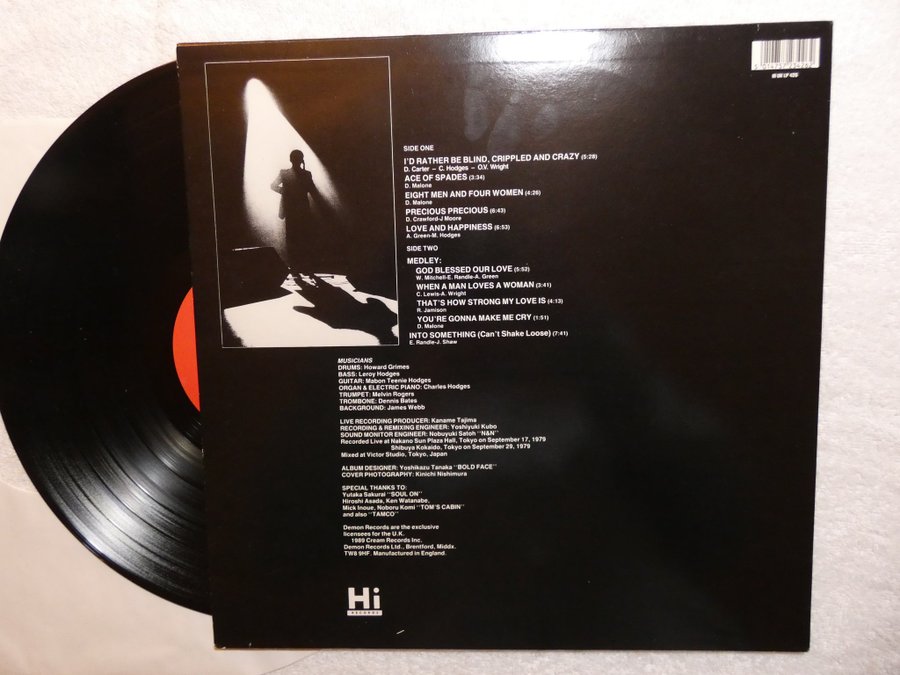 HI UK LP 420
SIDE ONE
I'D RATHER BE BLIND, CRIPPLED AND CRAZY (5:28)
D. Carter – C. Hodges – O.V. Wright
ACE OF SPADES (3:34)
D. Malone
EIGHT MEN AND FOUR WOMEN (4:26)
D. Malone
PRECIOUS PRECIOUS (6:43)
D. Crawford-J Moore
LOVE AND HAPPINESS (6:53)
A. Green-M. Hodges
SIDE TWO
MEDLEY:
GOD BLESSED OUR LOVE (5:52)
W. Mitchell-E. Randle-A. Green
WHEN A MAN LOVES A WOMAN (3:41)
C. Lewis-A. Wright
THAT'S HOW STRONG MY LOVE IS (4:13)
R. Jamison
YOU'RE GONNA MAKE ME CRY (1:51)
D. Malone
INTO SOMETHING (Can't Shake Loose) (7:41)
E. Randle-J. Shaw
MUSICIANS
DRUMS: Howard Grimes
BASS: Leroy Hodges
GUITAR: Mabon Teenie Hodges
ORGAN & ELECTRIC PIANO: Charles Hodges
TRUMPET: Melvin Rogers
TROMBONE: Dennis Bates
BACKGROUND: James Webb
LIVE RECORDING PRODUCER: Kaname Tajima
RECORDING & REMIXING ENGINEER: Yoshiyuki Kubo
SOUND MONITOR ENGINEER: Nobuyuki Satoh "N&N"
Recorded Live at Nakano Sun Plaza Hall, Tokyo on September 17, 1979
Shibuya Kokaido, Tokyo on September 29, 1979
Mixed at Victor Studio, Tokyo, Japan
ALBUM DESIGNER: Yoshikazu Tanaka "BOLD FACE"
COVER PHOTOGRAPHY: Kinichi Nishimura
SPECIAL THANKS TO:
Yutaka Sakurai "SOUL ON"
Hiroshi Asada, Ken Watanabe,
Mick Inoue, Noboru Komi "TOM'S CABIN"
and also "TAMCO"
Demon Records are the exclusive
licensees for the U.K.
1989 Cream Records Inc.
Demon Records Ltd., Brentford, Middx.
TW8 9HF. Manufactured in England.
Hi
RECORDS